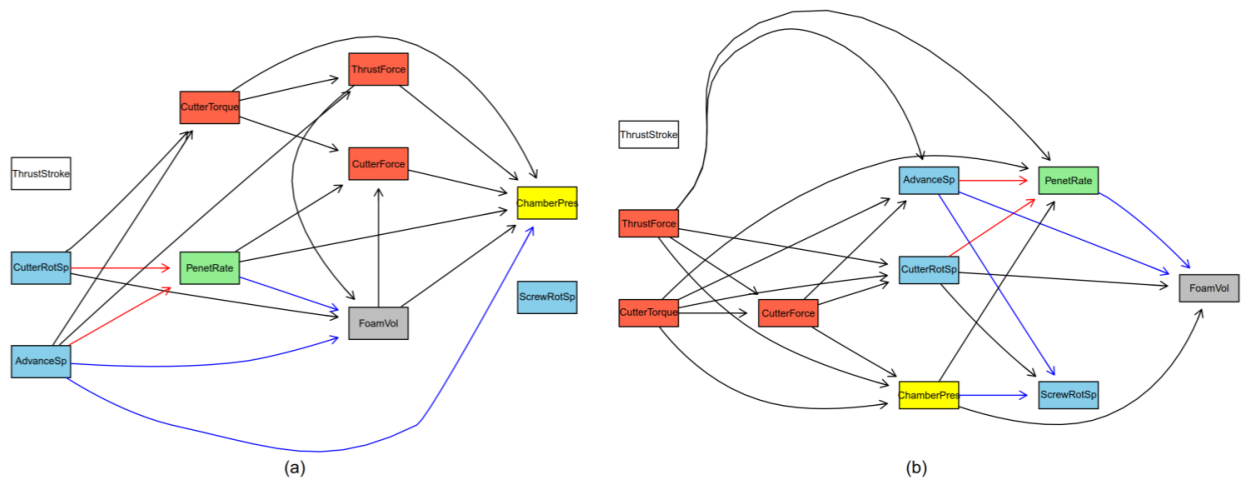 ThrustForce
CutterTorque
CutterForce
ThrustStroke
ChamberPres
CutterRotSp
PenetRate
ScrewRotSp
FoamVol
AdvanceSp
(a)
ThrustStroke
AdvanceSp
PenetRate
ThrustForce
CutterRotSp
FoamVol
CutterTorque
CutterForce
ChamberPres
ScrewRotSp
(b)